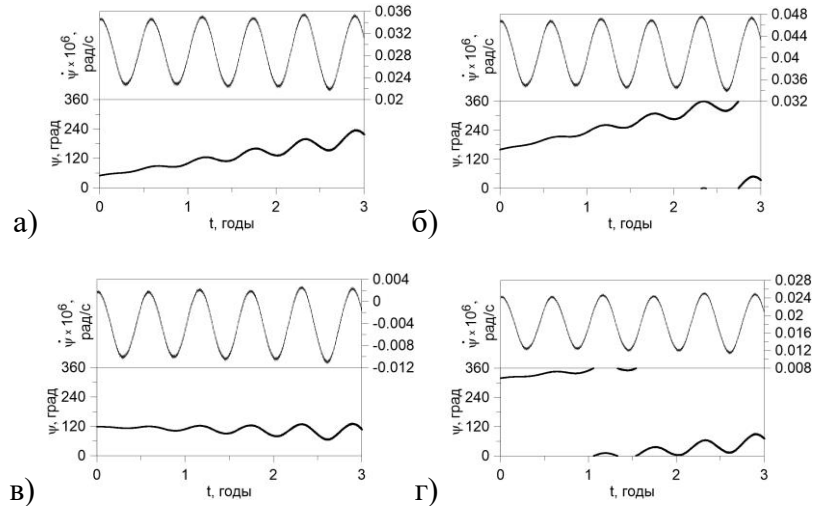 ψ̇ x 10⁶, рад/с
0.036
0.032
0.028
0.024
0.02
ψ, град
360
240
120
0
0 1 2 3
t, годы
а)
ψ̇ x 10⁶, рад/с
0.048
0.044
0.04
0.036
0.032
ψ, град
360
240
120
0
0 1 2 3
t, годы
б)
ψ̇ x 10⁶, рад/с
0.004
0
-0.004
-0.008
-0.012
ψ, град
360
240
120
0
0 1 2 3
t, годы
в)
ψ̇ x 10⁶, рад/с
0.028
0.024
0.02
0.016
0.012
0.008
ψ, град
360
240
120
0
0 1 2 3
t, годы
г)